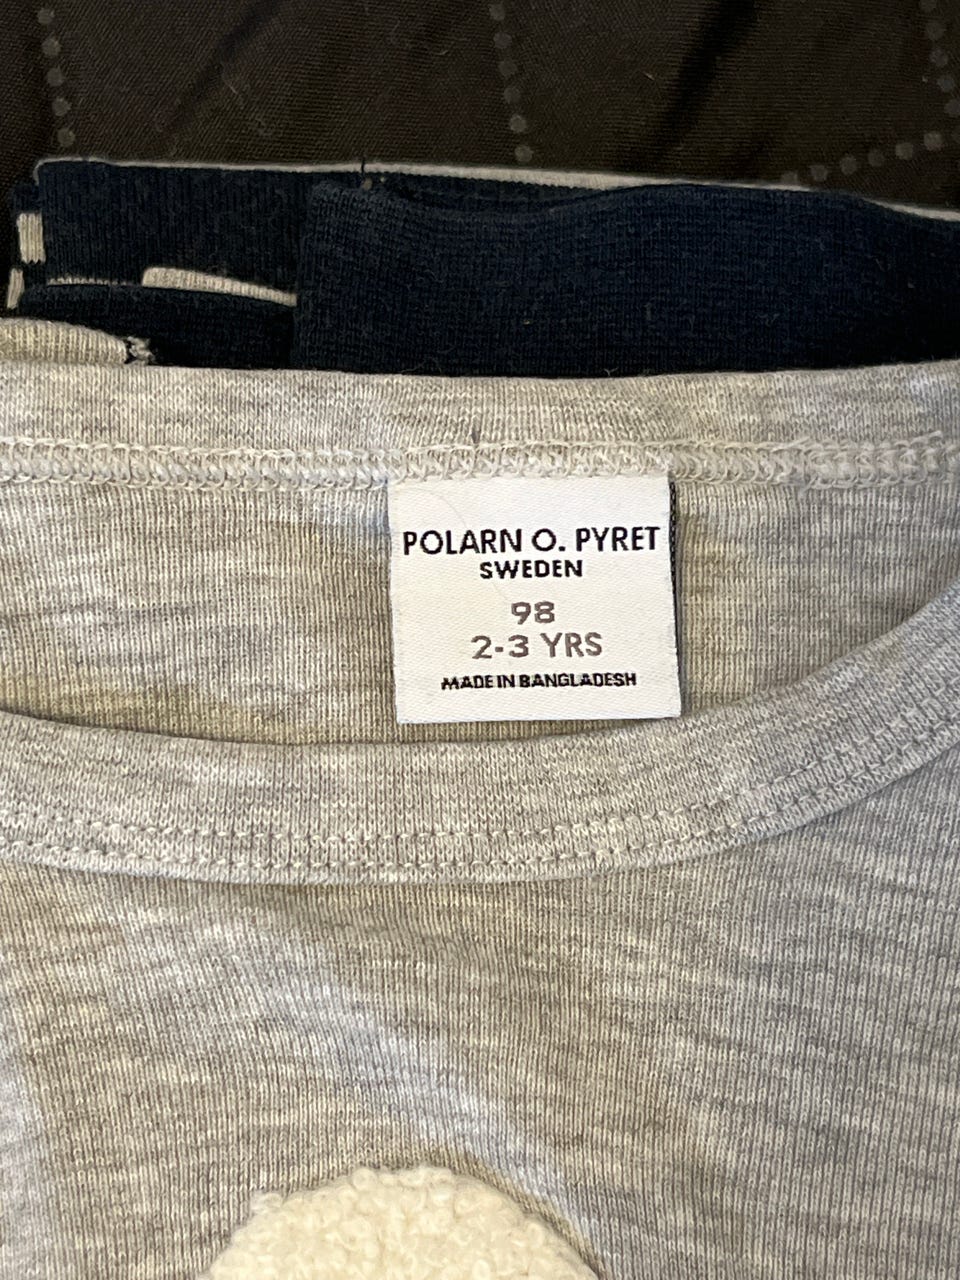 POLARN O. PYRET
SWEDEN
98
2-3 YRS
MADE IN BANGLADESH